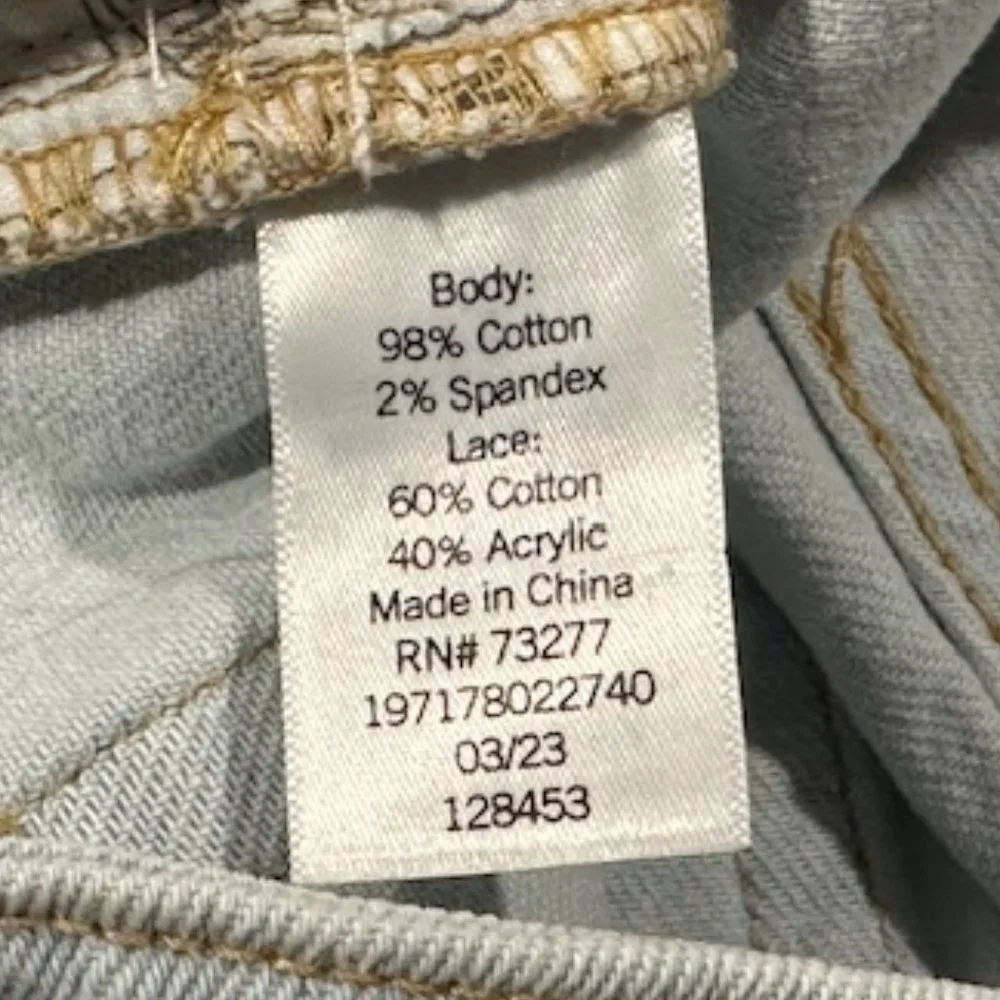 Body:
98% Cotton
2% Spandex
Lace:
60% Cotton
40% Acrylic
Made in China
RN# 73277
197178022740
03/23
128453